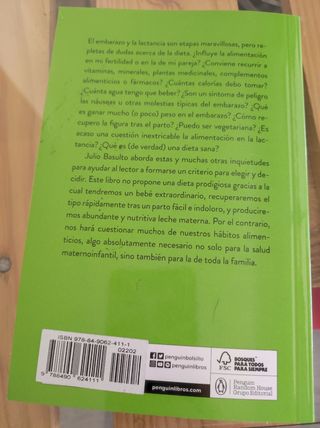 El embarazo y la lactancia son etapas maravillosas, pero re-
pletas de dudas acerca de la dieta. ¿Influye la alimentación
en mi fertilidad o en la de mi pareja? ¿Conviene recurrir a
vitaminas, minerales, plantas medicinales, complementos
alimenticios o fármacos? ¿Cuántas calorías debo tomar?
¿Cuánta agua tengo que beber? ¿Son un síntoma de peligro
las náuseas u otras molestias típicas del embarazo? ¿Qué
es ganar mucho (o poco) peso en el embarazo? ¿Cómo re-
cupero la figura tras el parto? ¿Puedo ser vegetariana? ¿Es
acaso una cuestión inextricable la alimentación en la lac-
tancia? ¿Qué es (de verdad) una dieta sana?
Julio Basulto aborda estas y muchas otras inquietudes
para ayudar al lector a formarse un criterio para elegir y de-
cidir. Este libro no propone una dieta prodigiosa gracias a la
cual tendremos un bebé extraordinario, recuperaremos el
tipo rápidamente tras un parto fácil e indoloro, y producire-
mos abundante y nutritiva leche materna. Por el contrario,
nos hará cuestionar muchos de nuestros hábitos alimen-
ticios, algo absolutamente necesario no solo para la salud
maternoinfantil, sino también para la de toda la familia.
ISBN 978-84-9062-411-1
02202
9 788490 624111
penguinbolsillo
penguinlibros
penguinlibros.com
FSC
BOSQUES
PARA TODOS
PARA SIEMPRE
Penguin
Random House
Grupo Editorial